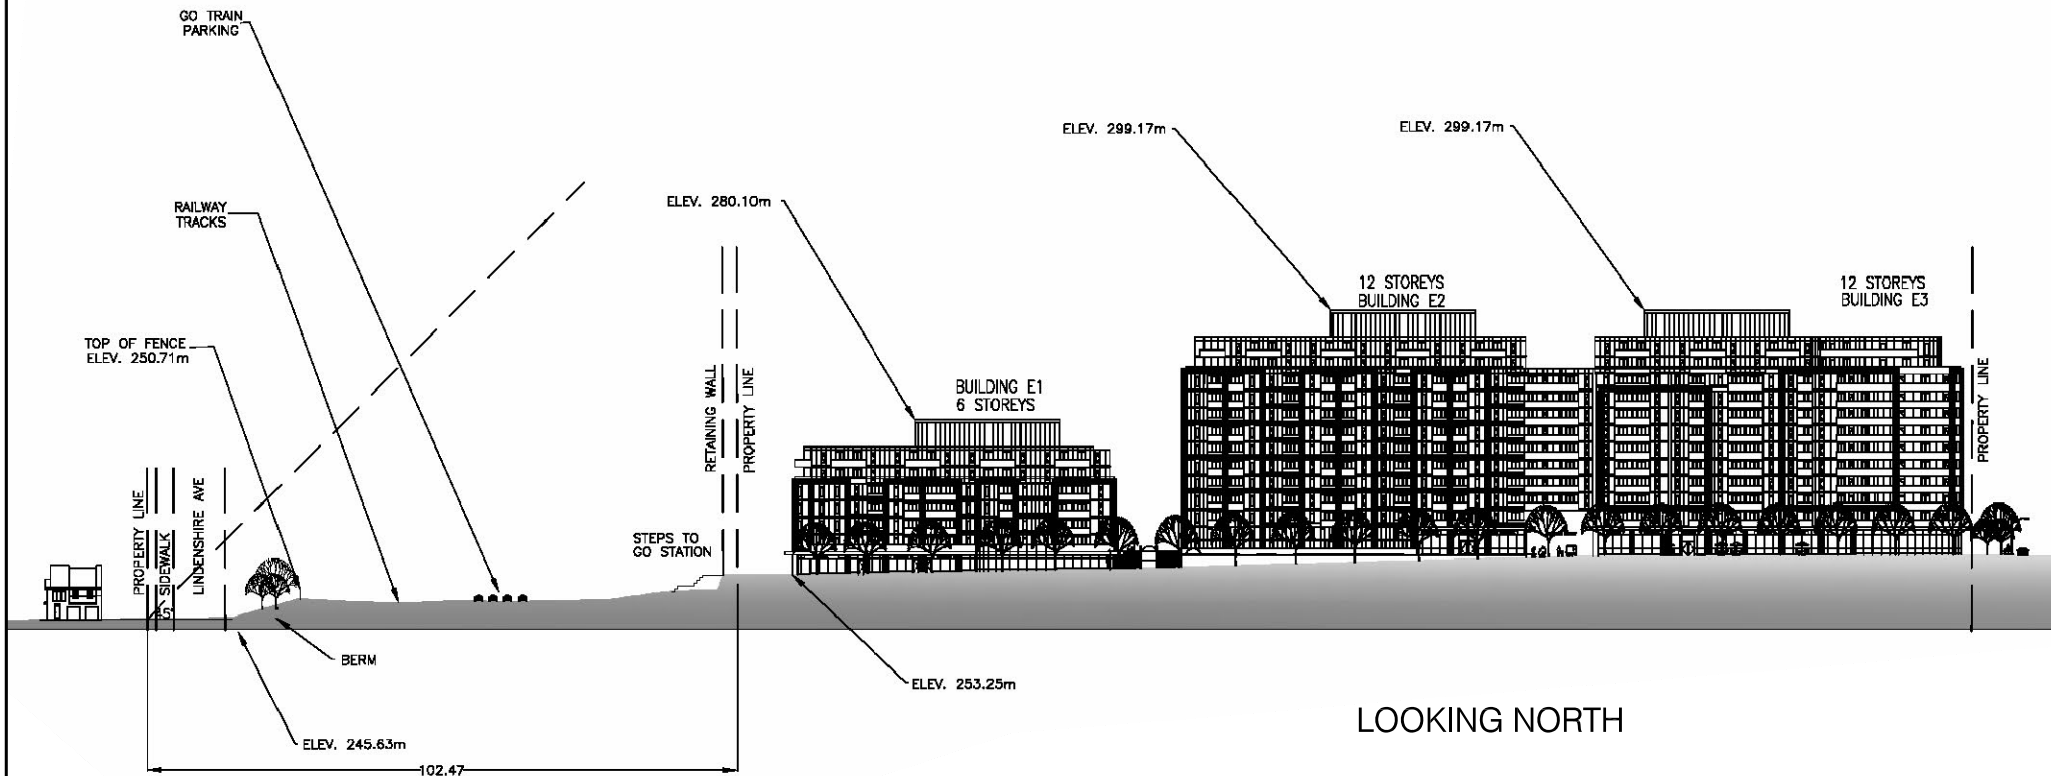 GO TRAIN
PARKING
RAILWAY
TRACKS
TOP OF FENCE
ELEV. 250.71m
PROPERTY LINE
SIDEWALK
LINDENSHIRE AVE
45°
BERM
ELEV. 245.63m
102.47
STEPS TO
GO STATION
RETAINING WALL
PROPERTY LINE
ELEV. 280.10m
BUILDING E1
6 STOREYS
ELEV. 253.25m
ELEV. 299.17m
12 STOREYS
BUILDING E2
ELEV. 299.17m
12 STOREYS
BUILDING E3
PROPERTY LINE
LOOKING NORTH